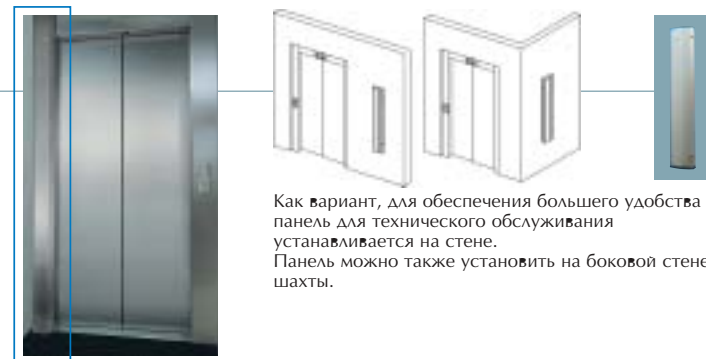 Как вариант, для обеспечения большего удобства
панель для технического обслуживания
устанавливается на стене.
Панель можно также установить на боковой стене
шахты.